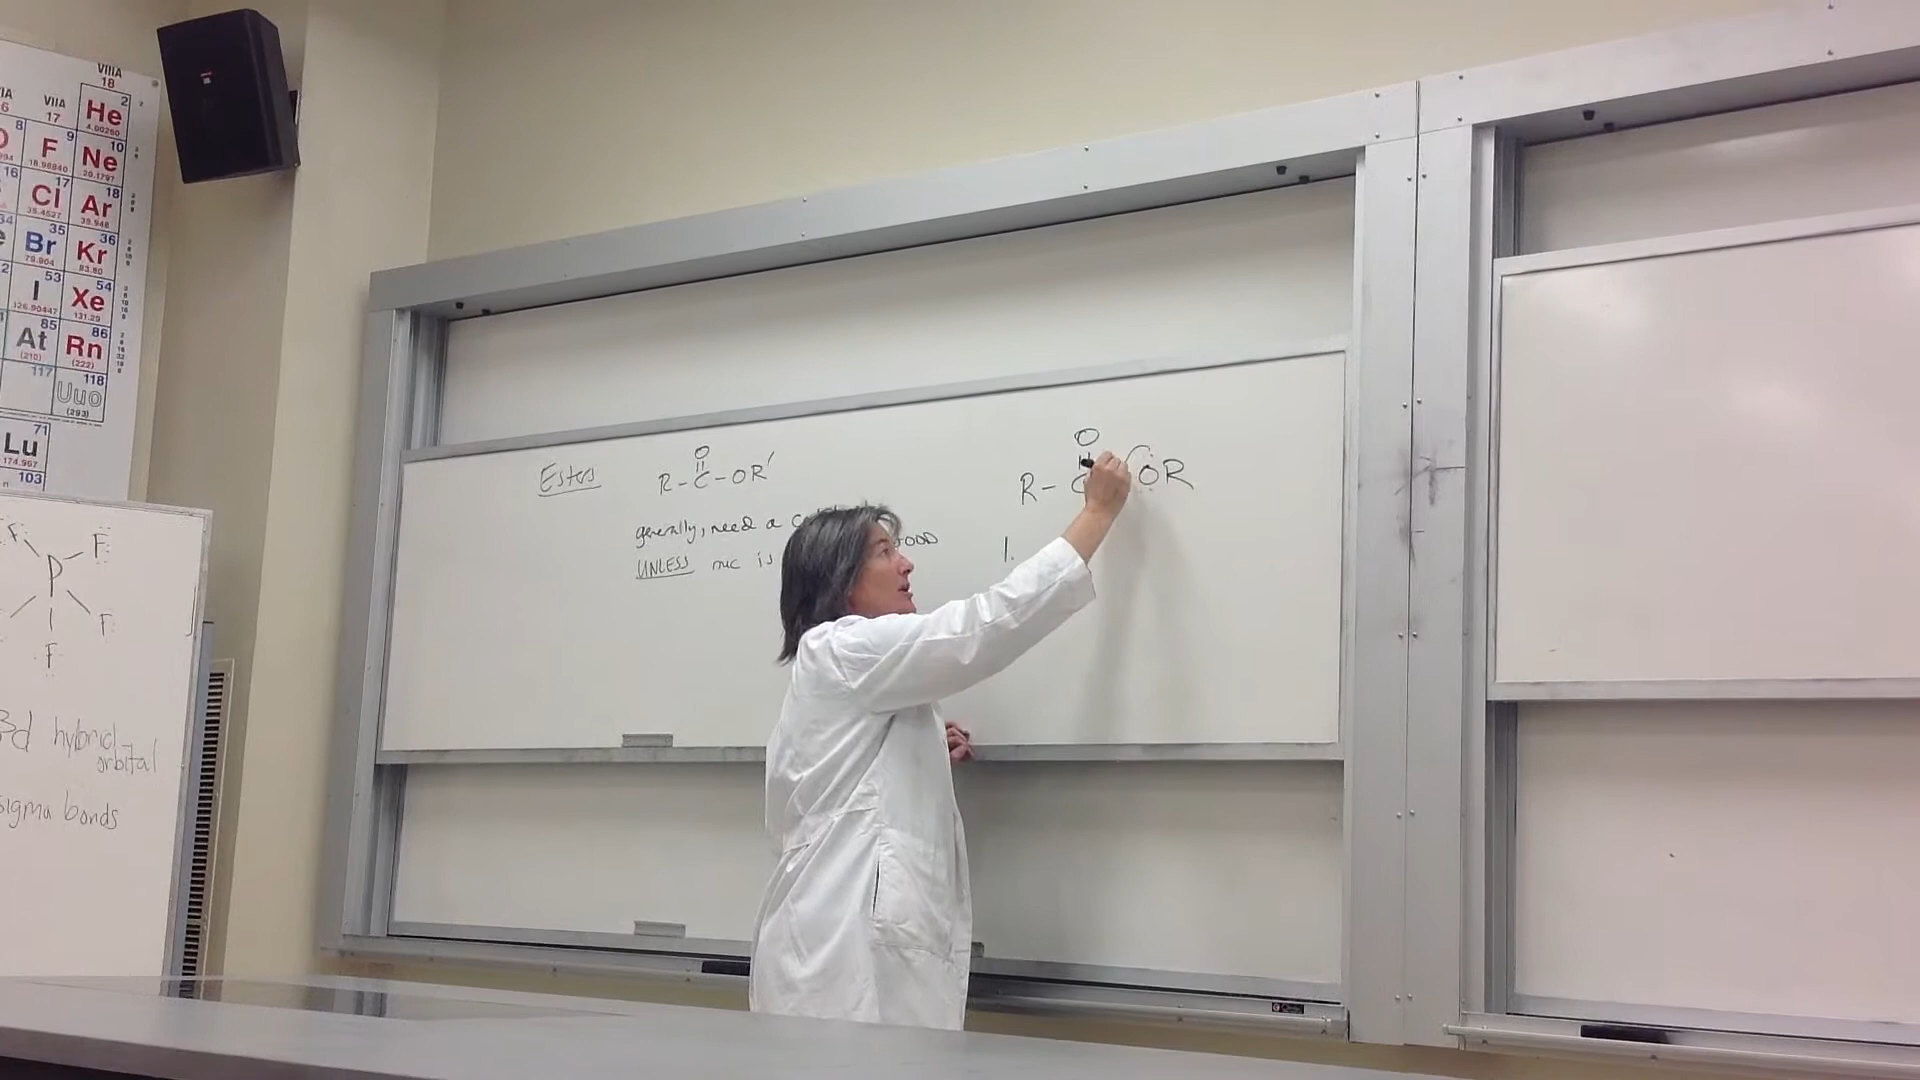 VIIIA
18
VIIA
17
2
He
4.00260
9
F
18.99840
10
Ne
20.1797
17
Cl
35.4527
18
Ar
39.948
35
Br
79.904
36
Kr
83.80
53
I
126.90447
54
Xe
131.29
85
At
(210)
86
Rn
(222)
117
118
Uuo
(293)
71
Lu
174.967
103
F
P
F
F
F
hybrid
orbital
sigma bonds
Esters
O
R - C - OR'
generally, need a
UNLESS nuc is
O
R - C
OR
1.